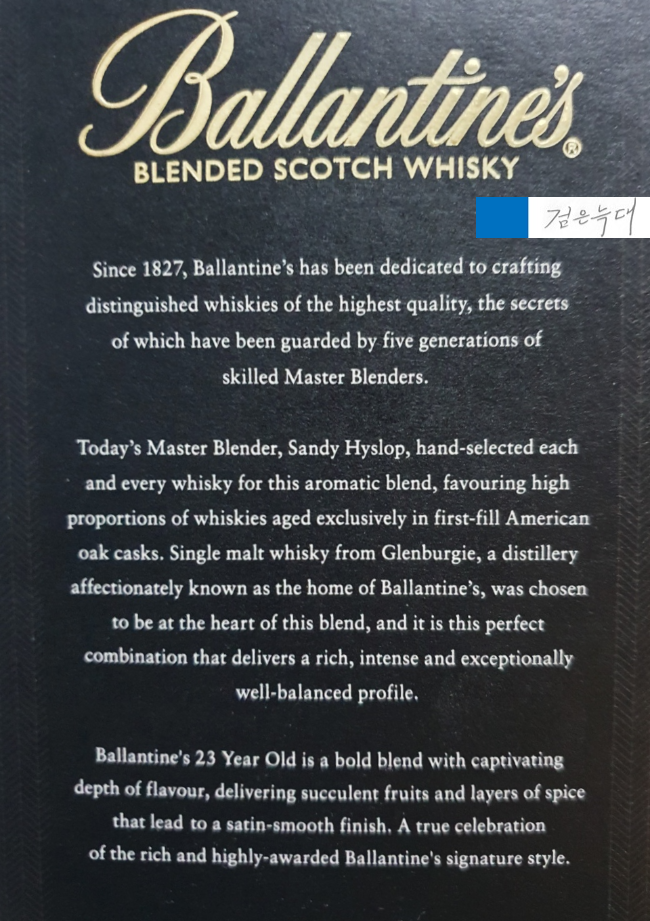 Ballantine's®
BLENDED SCOTCH WHISKY
검은늑대
Since 1827, Ballantine's has been dedicated to crafting
distinguished whiskies of the highest quality, the secrets
of which have been guarded by five generations of
skilled Master Blenders.
Today's Master Blender, Sandy Hyslop, hand-selected each
and every whisky for this aromatic blend, favouring high
proportions of whiskies aged exclusively in first-fill American
oak casks. Single malt whisky from Glenburgie, a distillery
affectionately known as the home of Ballantine's, was chosen
to be at the heart of this blend, and it is this perfect
combination that delivers a rich, intense and exceptionally
well-balanced profile.
Ballantine's 23 Year Old is a bold blend with captivating
depth of flavour, delivering succulent fruits and layers of spice
that lead to a satin-smooth finish. A true celebration
of the rich and highly-awarded Ballantine's signature style.